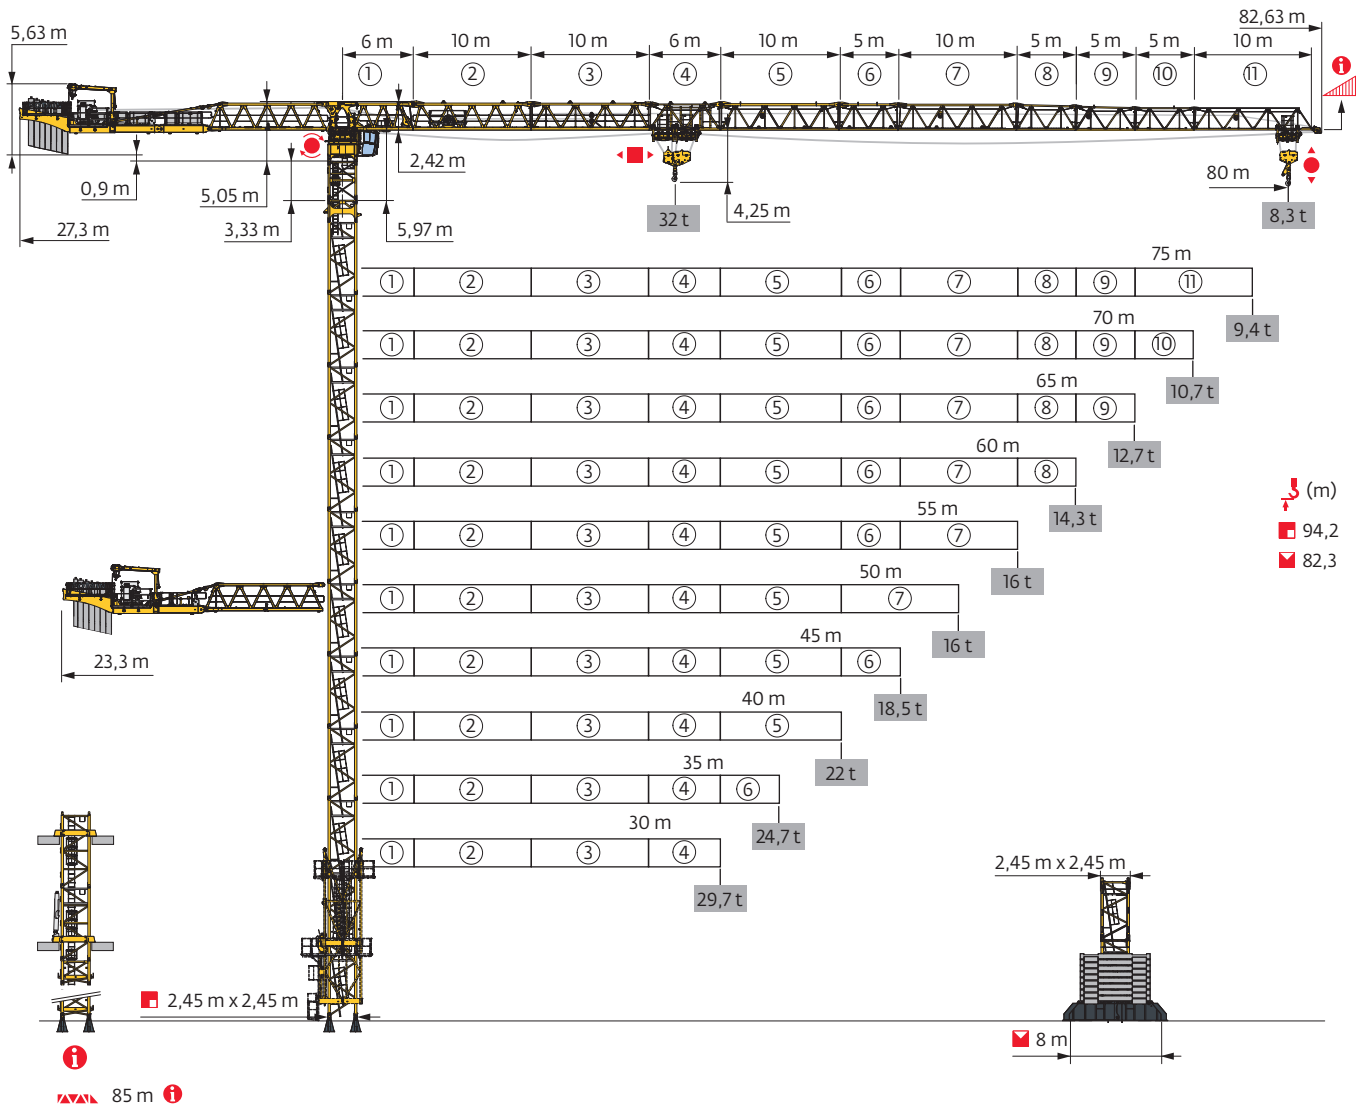 82,63 m
5,63 m
6 m 10 m 10 m 6 m 10 m 5 m 10 m 5 m 5 m 5 m 10 m
1 2 3 4 5 6 7 8 9 10 11
i
2,42 m
0,9 m
5,05 m
80 m
32 t
4,25 m
8,3 t
27,3 m
3,33 m
5,97 m
75 m
1 2 3 4 5 6 7 8 9 11
9,4 t
70 m
1 2 3 4 5 6 7 8 9 10
10,7 t
65 m
1 2 3 4 5 6 7 8 9
12,7 t
60 m
1 2 3 4 5 6 7 8
14,3 t
(m)
94,2
82,3
55 m
1 2 3 4 5 6 7
16 t
50 m
1 2 3 4 5 7
16 t
23,3 m
45 m
1 2 3 4 5 6
18,5 t
40 m
1 2 3 4 5
22 t
35 m
1 2 3 4 6
24,7 t
30 m
1 2 3 4
29,7 t
2,45 m x 2,45 m
2,45 m x 2,45 m
8 m
i
85 m i